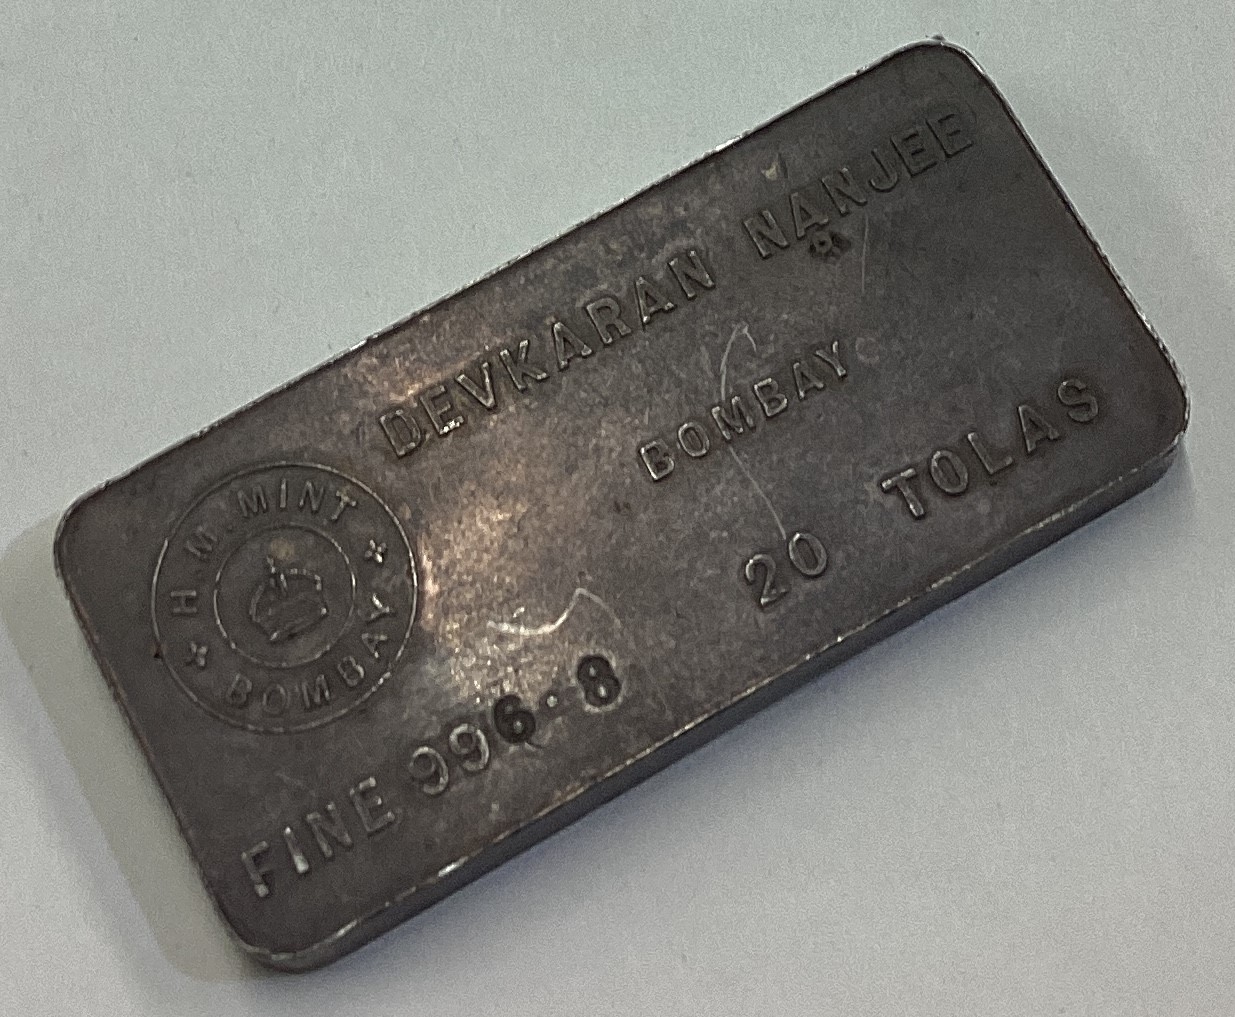 DEVKARAN NANJEE
BOMBAY
H. M. MINT
BOMBAY
20 TOLAS
FINE 996.8